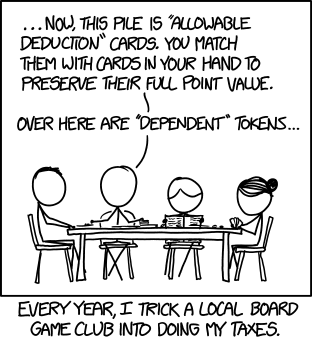 ...NOW, THIS PILE IS "ALLOWABLE
DEDUCTION" CARDS. YOU MATCH
THEM WITH CARDS IN YOUR HAND TO
PRESERVE THEIR FULL POINT VALUE.
OVER HERE ARE "DEPENDENT" TOKENS...
EVERY YEAR, I TRICK A LOCAL BOARD
GAME CLUB INTO DOING MY TAXES.